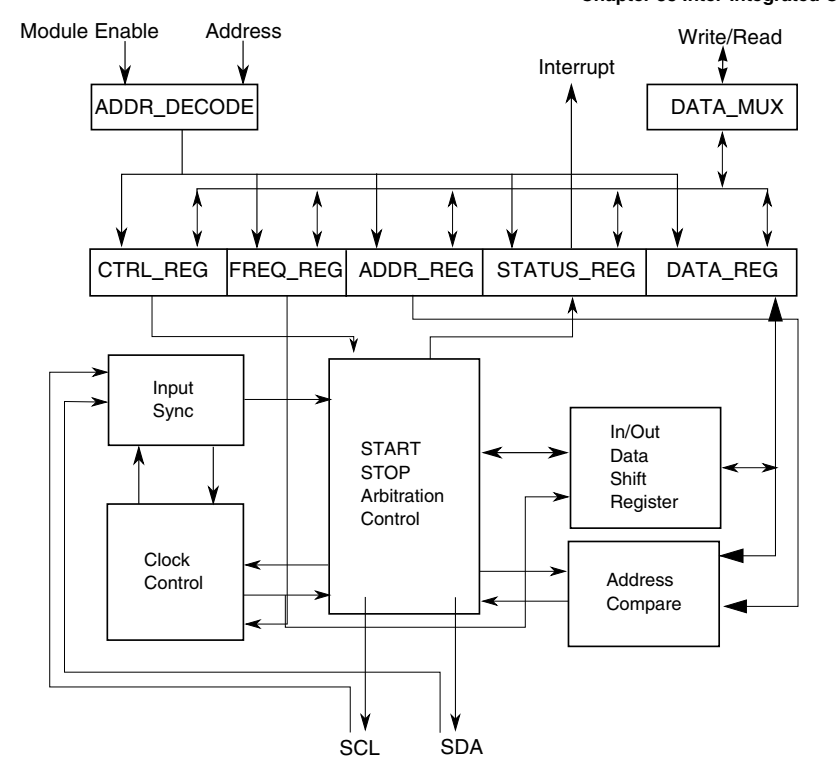 Module Enable
Address
Write/Read
Interrupt
ADDR_DECODE
DATA_MUX
CTRL_REG
FREQ_REG
ADDR_REG
STATUS_REG
DATA_REG
Input
Sync
START
STOP
Arbitration
Control
In/Out
Data
Shift
Register
Clock
Control
Address
Compare
SCL
SDA